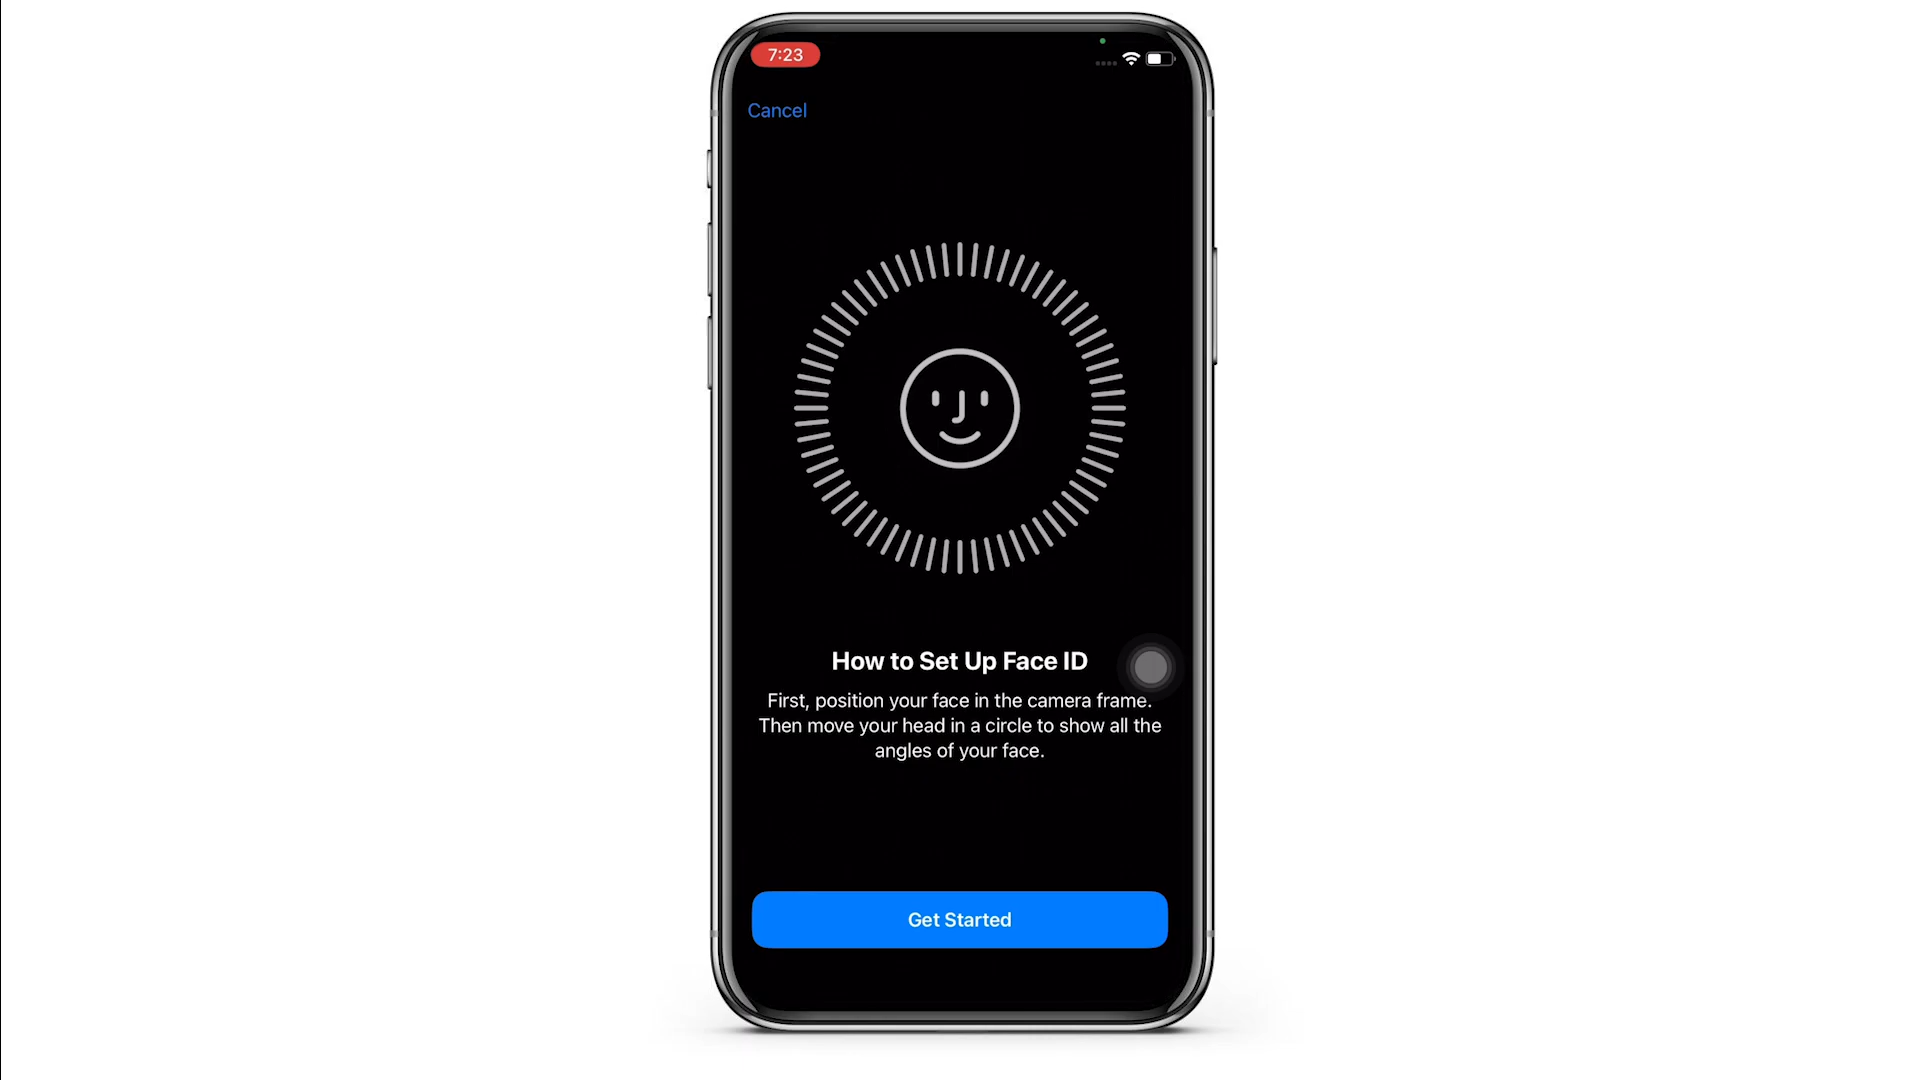 7:23
Cancel
How to Set Up Face ID
First, position your face in the camera frame.
Then move your head in a circle to show all the
angles of your face.
Get Started